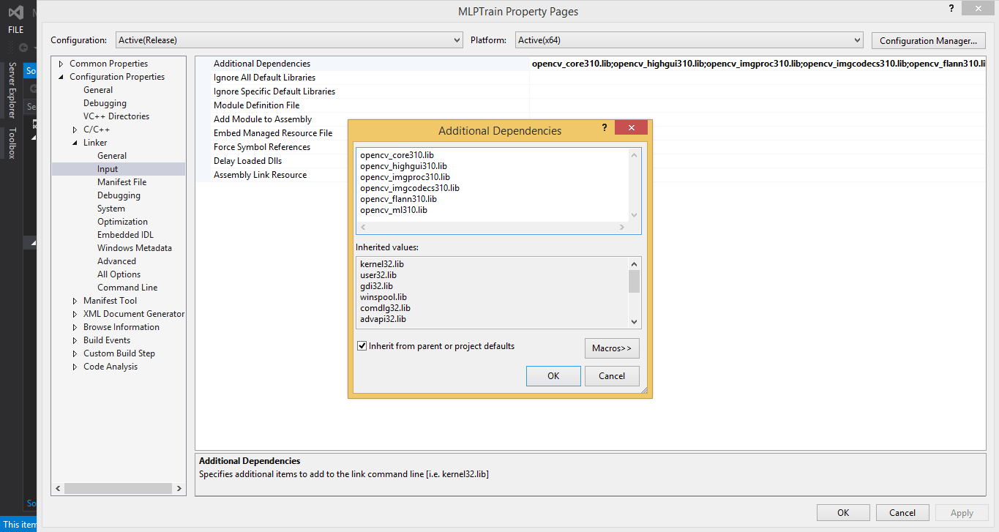 MLPTrain Property Pages
?
FILE
Configuration:
Active(Release)
Platform:
Active(x64)
Configuration Manager...
Server Explorer
Toolbox
So
Se
Common Properties
Configuration Properties
General
Debugging
VC++ Directories
C/C++
Linker
General
Input
Manifest File
Debugging
System
Optimization
Embedded IDL
Windows Metadata
Advanced
All Options
Command Line
Manifest Tool
XML Document Generator
Browse Information
Build Events
Custom Build Step
Code Analysis
Additional Dependencies
opencv_core310.lib;opencv_highgui310.lib;opencv_imgproc310.lib;opencv_imgcodecs310.lib;opencv_flann310.li
Ignore All Default Libraries
Ignore Specific Default Libraries
Module Definition File
Add Module to Assembly
Embed Managed Resource File
Force Symbol References
Delay Loaded Dlls
Assembly Link Resource
Additional Dependencies
?
opencv_core310.lib
opencv_highgui310.lib
opencv_imgproc310.lib
opencv_imgcodecs310.lib
opencv_flann310.lib
opencv_ml310.lib
Inherited values:
kernel32.lib
user32.lib
gdi32.lib
winspool.lib
comdlg32.lib
advapi32.lib
Inherit from parent or project defaults
Macros>>
OK
Cancel
Additional Dependencies
Specifies additional items to add to the link command line [i.e. kernel32.lib]
So
This item
OK
Cancel
Apply